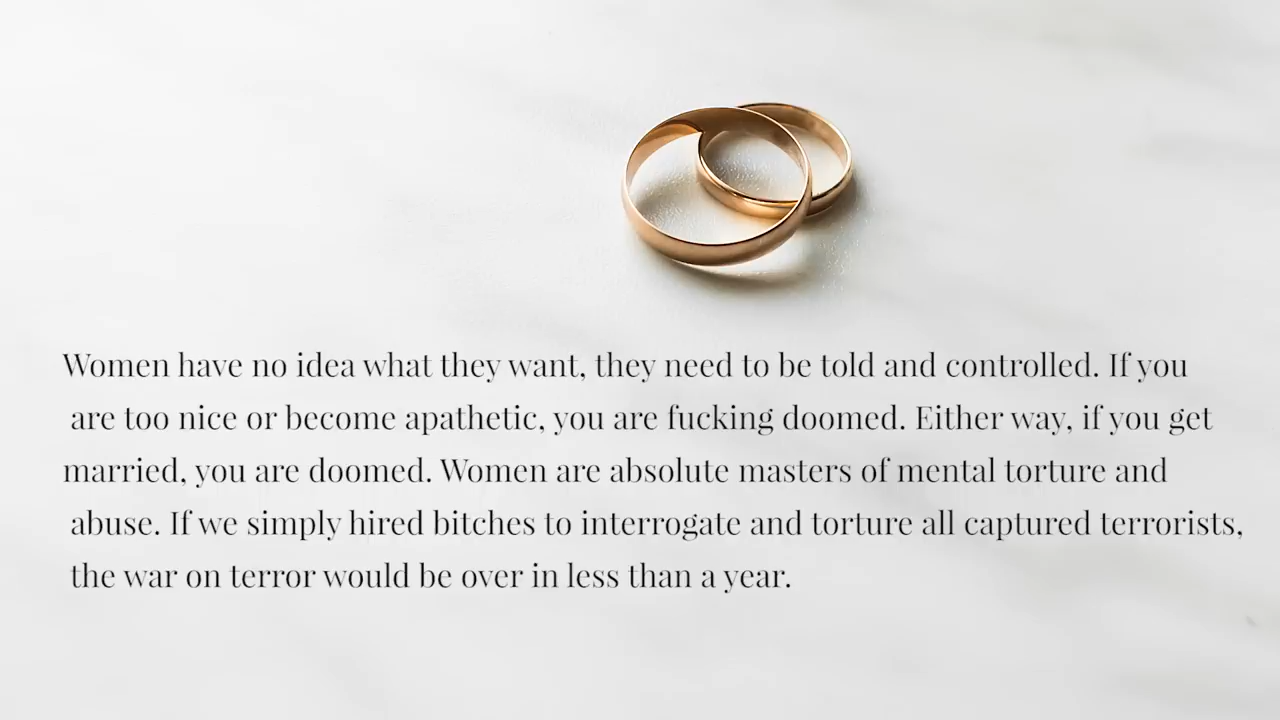 Women have no idea what they want, they need to be told and controlled. If you
are too nice or become apathetic, you are fucking doomed. Either way, if you get
married, you are doomed. Women are absolute masters of mental torture and
abuse. If we simply hired bitches to interrogate and torture all captured terrorists,
the war on terror would be over in less than a year.